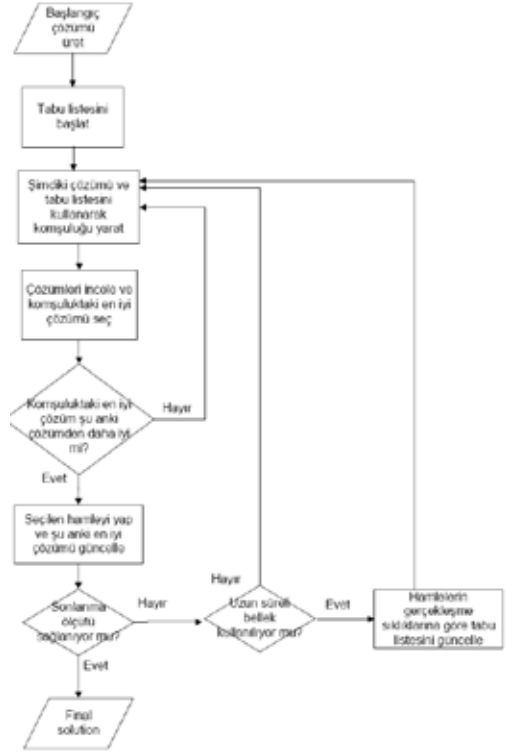 Başlangıç
çözümü
üret
Tabu listesini
başlat
Şimdiki çözümü ve
tabu listesini
kullanarak
komşuluğu yarat
Çözümleri incele ve
komşuluktaki en iyi
çözümü seç
Komşuluktaki en iyi
çözüm şu anki
çözümden daha iyi
mi?
Hayır
Evet
Seçilen hamleyi yap
ve şu anki en iyi
çözümü güncelle
Sonlanma
ölçütü
sağlanıyor mu?
Hayır
Evet
Hayır
Uzun süreli
bellek
kullanılıyor mu?
Evet
Hamlelerin
gerçekleşme
sıklıklarına göre tabu
listesini güncelle
Final
solution